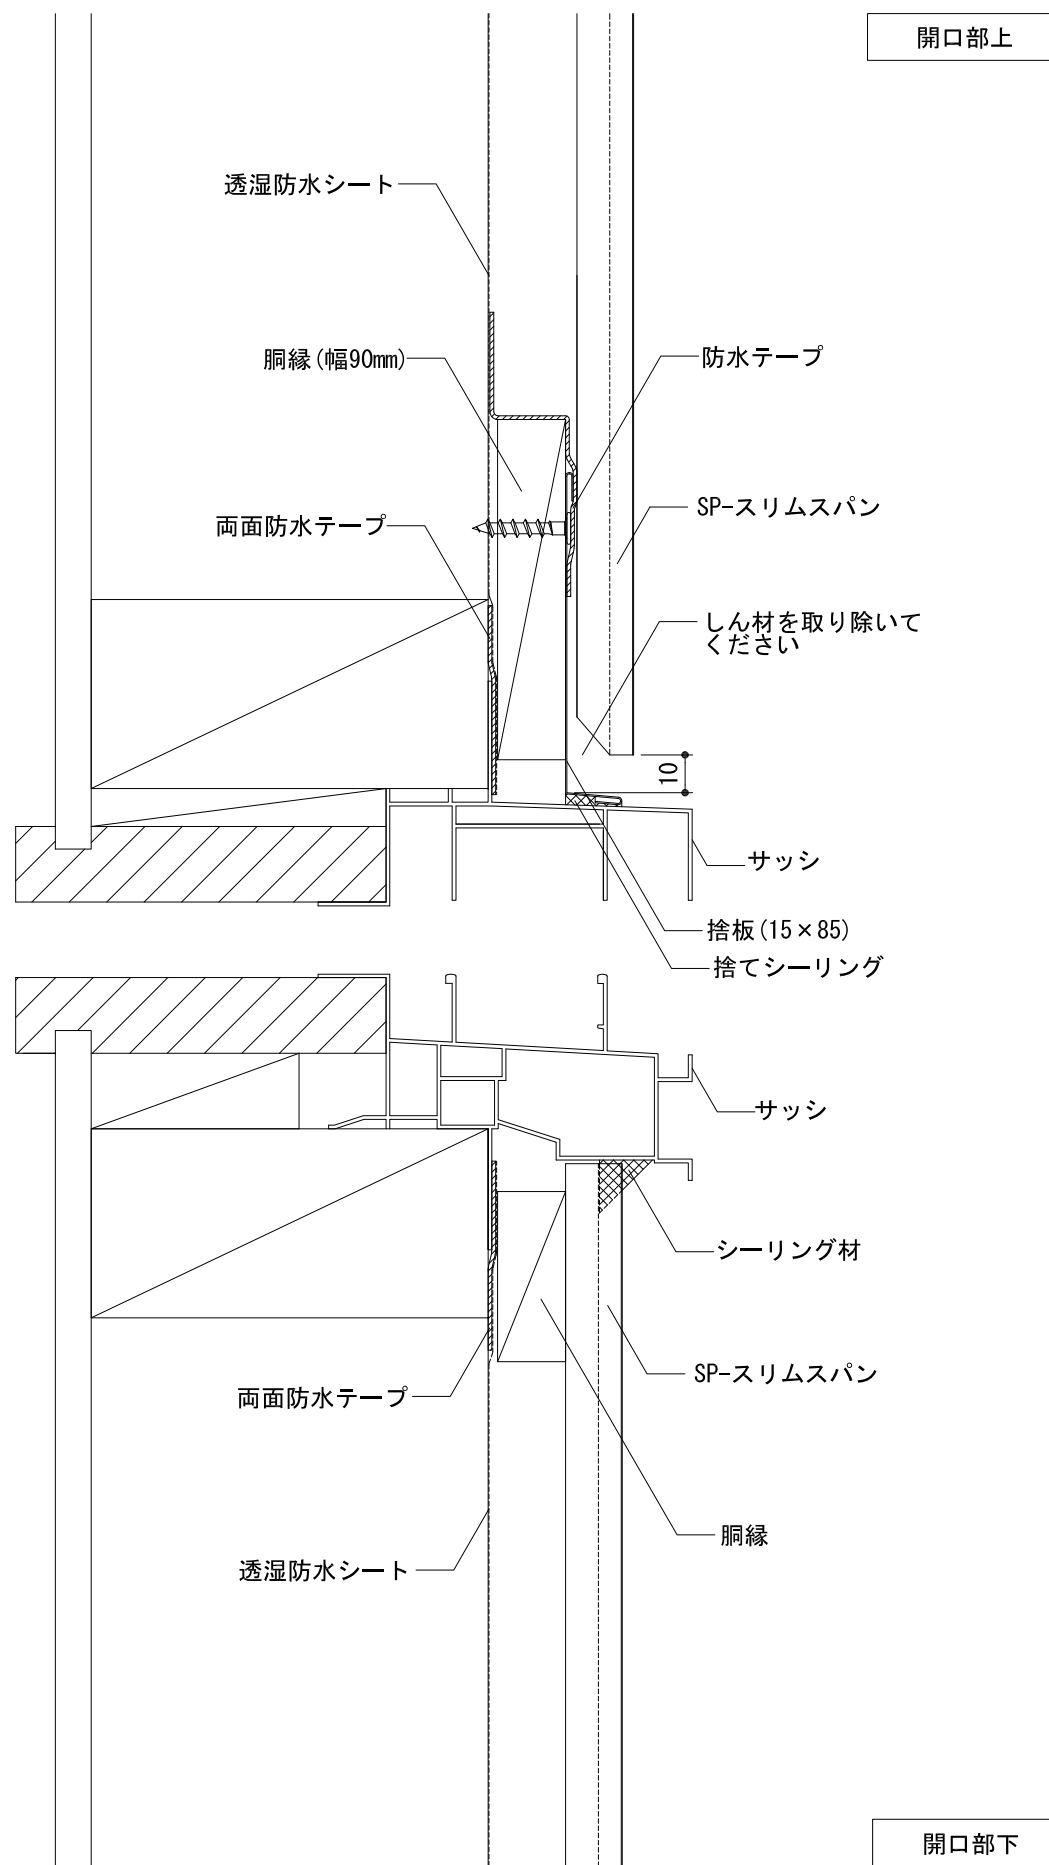 開口部上
透湿防水シート
胴縁(幅90mm)
防水テープ
SP-スリムスパン
両面防水テープ
しん材を取り除いて
ください
10
サッシ
捨板(15×85)
捨てシーリング
サッシ
シーリング材
SP-スリムスパン
両面防水テープ
胴縁
透湿防水シート
開口部下